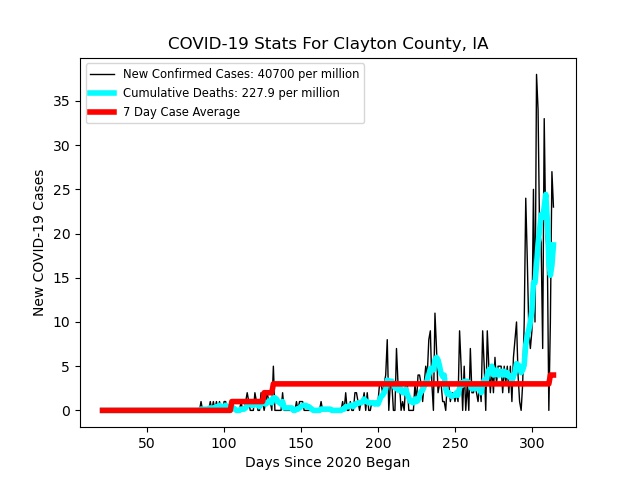 COVID-19 Stats For Clayton County, IA
New Confirmed Cases: 40700 per million
Cumulative Deaths: 227.9 per million
7 Day Case Average
35
30
25
20
15
10
5
0
New COVID-19 Cases
50 100 150 200 250 300
Days Since 2020 Began